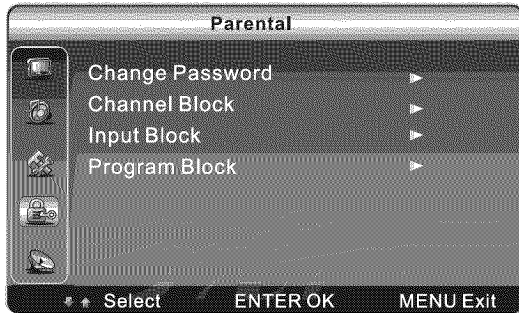 Parental
Change Password
Channel Block
Input Block
Program Block
Select ENTER OK MENU Exit